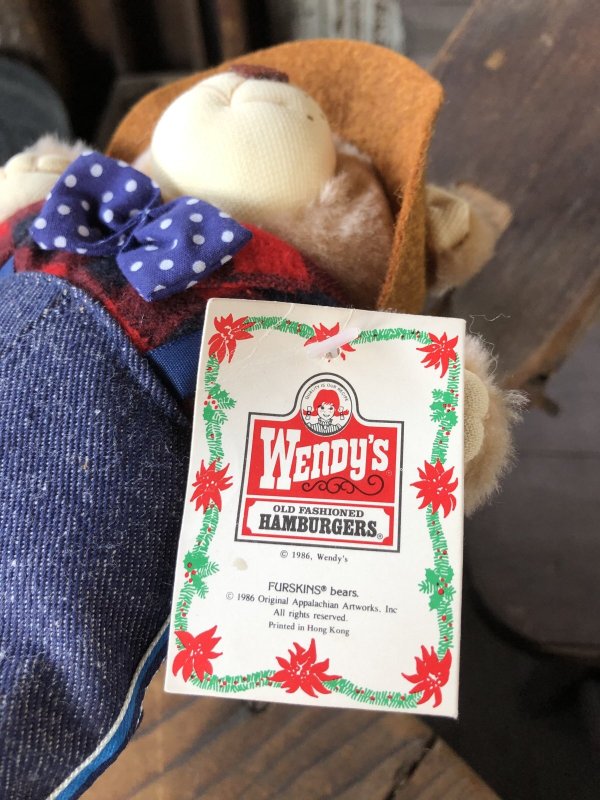 QUALITY IS OUR RECIPE
WENDY'S
OLD FASHIONED
HAMBURGERS®
© 1986, Wendy's
FURSKINS® bears.
© 1986 Original Appalachian Artworks. Inc
All rights reserved
Printed in Hong Kong